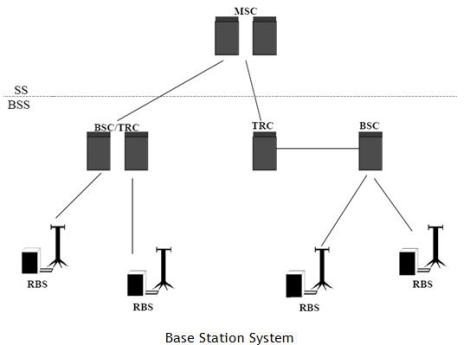 MSC
SS
BSS
BSC/TRC
TRC
BSC
RBS
RBS
RBS
RBS
Base Station System